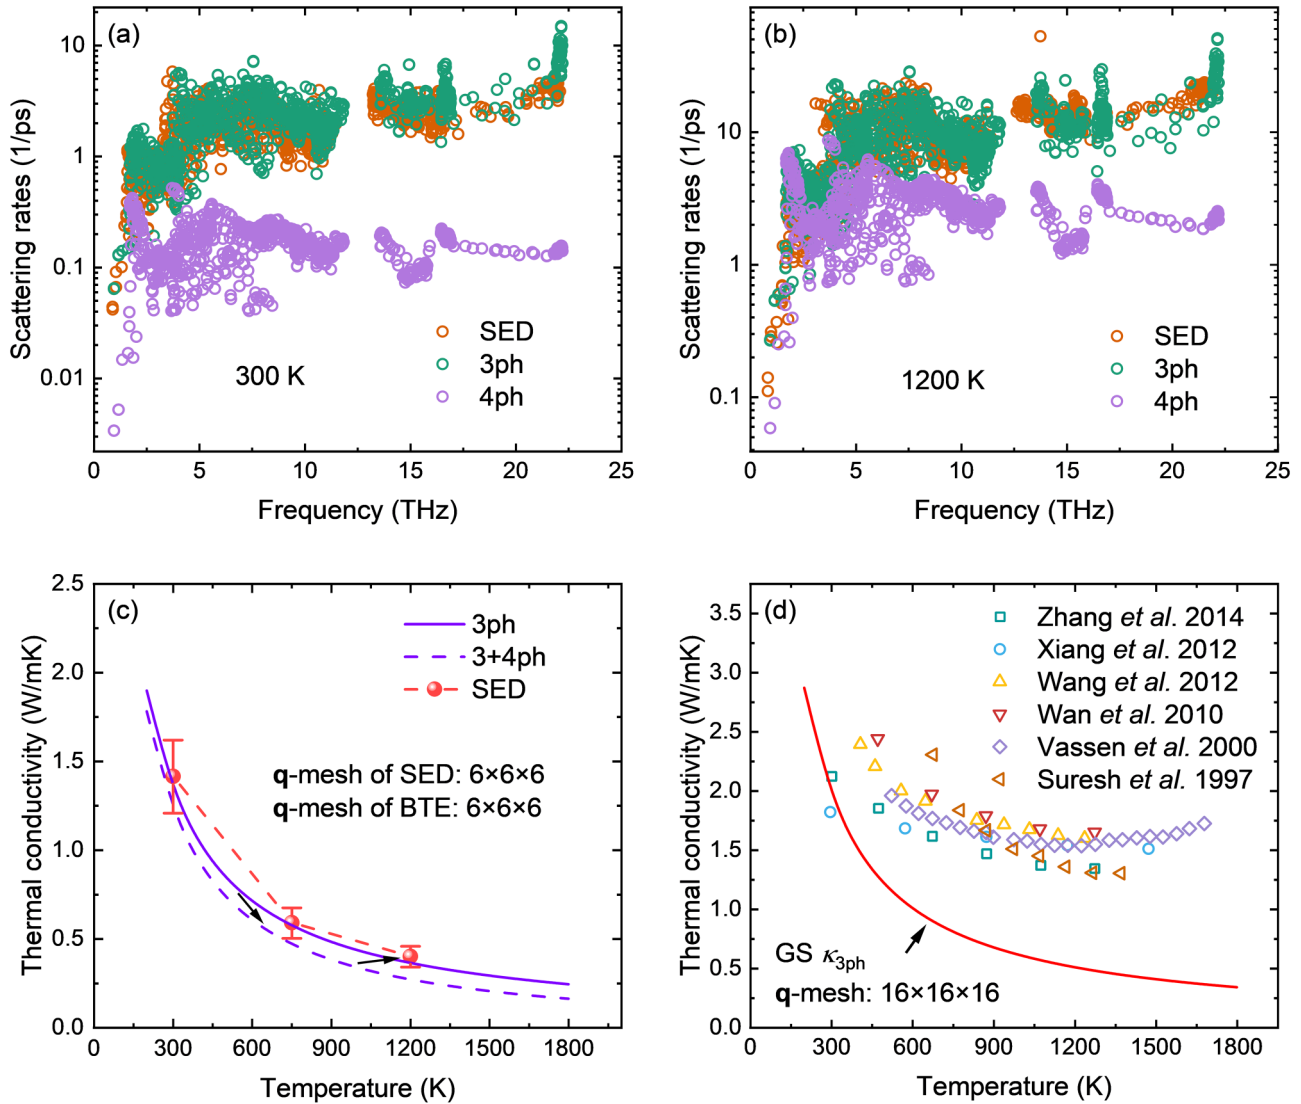 (a)
10
1
0.1
0.01
Scattering rates (1/ps)
SED
3ph
4ph
300 K
0 5 10 15 20 25
Frequency (THz)
(b)
10
1
0.1
Scattering rates (1/ps)
SED
3ph
4ph
1200 K
0 5 10 15 20 25
Frequency (THz)
(c)
2.5
2.0
1.5
1.0
0.5
0.0
Thermal conductivity (W/mK)
3ph
3+4ph
SED
q-mesh of SED: 6×6×6
q-mesh of BTE: 6×6×6
0 300 600 900 1200 1500 1800
Temperature (K)
(d)
3.5
3.0
2.5
2.0
1.5
1.0
0.5
0.0
Thermal conductivity (W/mK)
Zhang et al. 2014
Xiang et al. 2012
Wang et al. 2012
Wan et al. 2010
Vassen et al. 2000
Suresh et al. 1997
GS κ3ph
q-mesh: 16×16×16
0 300 600 900 1200 1500 1800
Temperature (K)